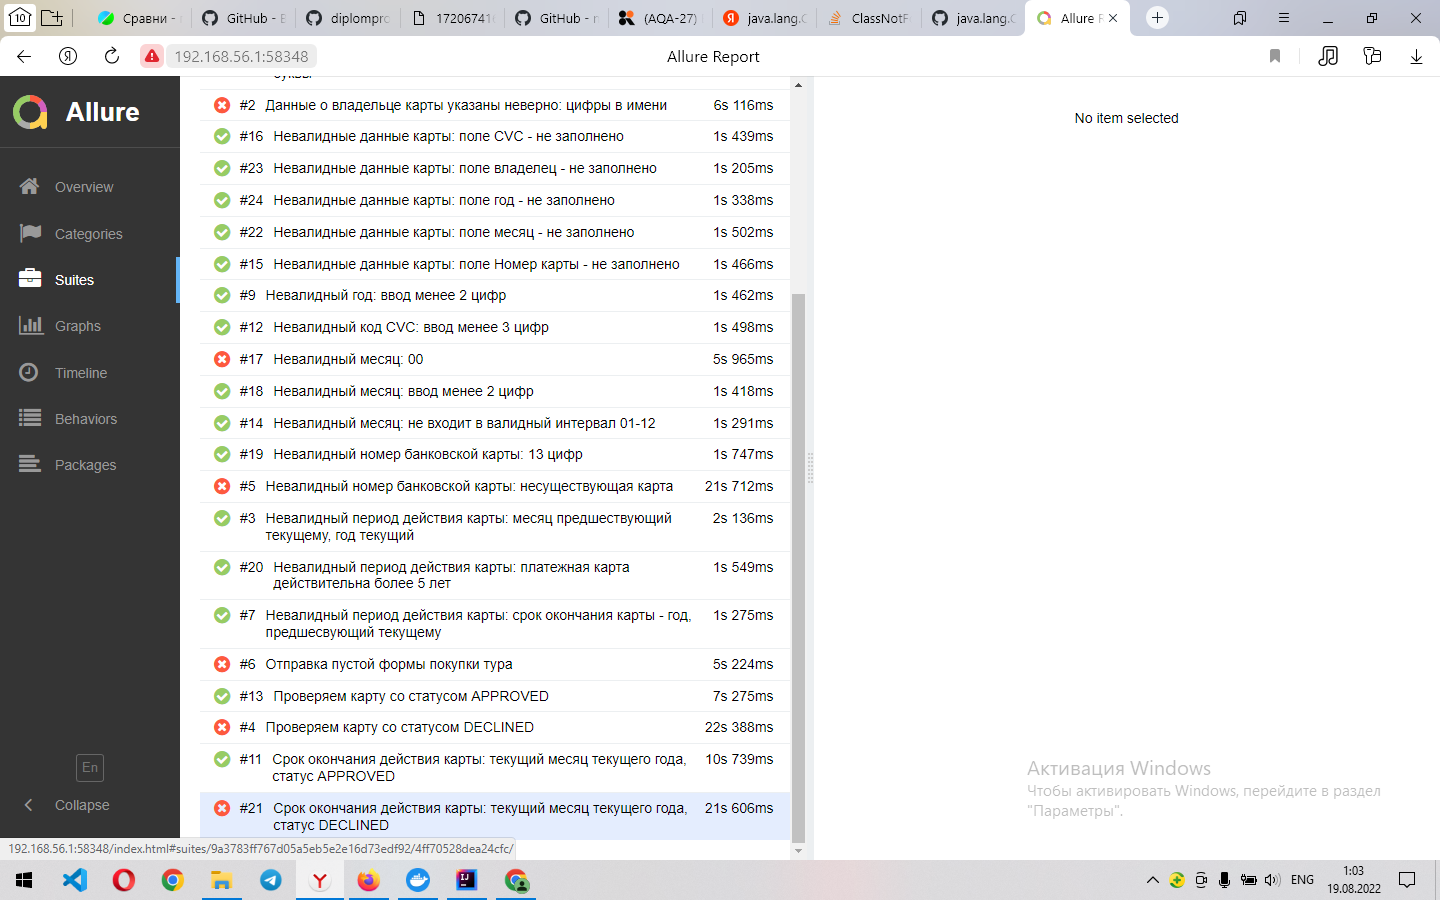 10
Сравни -
GitHub - E
diplompro
172067416
GitHub - n
(AQA-27)
java.lang.C
ClassNotF
java.lang.C
Allure R
192.168.56.1:58348
Allure Report
Allure
Overview
Categories
Suites
Graphs
Timeline
Behaviors
Packages
En
Collapse
буквы
#2 Данные о владельце карты указаны неверно: цифры в имени 6s 116ms
#16 Невалидные данные карты: поле CVC - не заполнено 1s 439ms
#23 Невалидные данные карты: поле владелец - не заполнено 1s 205ms
#24 Невалидные данные карты: поле год - не заполнено 1s 338ms
#22 Невалидные данные карты: поле месяц - не заполнено 1s 502ms
#15 Невалидные данные карты: поле Номер карты - не заполнено 1s 466ms
#9 Невалидный год: ввод менее 2 цифр 1s 462ms
#12 Невалидный код CVC: ввод менее 3 цифр 1s 498ms
#17 Невалидный месяц: 00 5s 965ms
#18 Невалидный месяц: ввод менее 2 цифр 1s 418ms
#14 Невалидный месяц: не входит в валидный интервал 01-12 1s 291ms
#19 Невалидный номер банковской карты: 13 цифр 1s 747ms
#5 Невалидный номер банковской карты: несуществующая карта 21s 712ms
#3 Невалидный период действия карты: месяц предшествующий 2s 136ms
текущему, год текущий
#20 Невалидный период действия карты: платежная карта 1s 549ms
действительна более 5 лет
#7 Невалидный период действия карты: срок окончания карты - год, 1s 275ms
предшесвующий текущему
#6 Отправка пустой формы покупки тура 5s 224ms
#13 Проверяем карту со статусом APPROVED 7s 275ms
#4 Проверяем карту со статусом DECLINED 22s 388ms
#11 Срок окончания действия карты: текущий месяц текущего года, 10s 739ms
статус APPROVED
#21 Срок окончания действия карты: текущий месяц текущего года, 21s 606ms
статус DECLINED
No item selected
Активация Windows
Чтобы активировать Windows, перейдите в раздел
"Параметры".
192.168.56.1:58348/index.html#suites/9a3783ff767d05a5eb5e2e16d73edf92/4ff70528dea24cfc/
ENG
1:03
19.08.2022